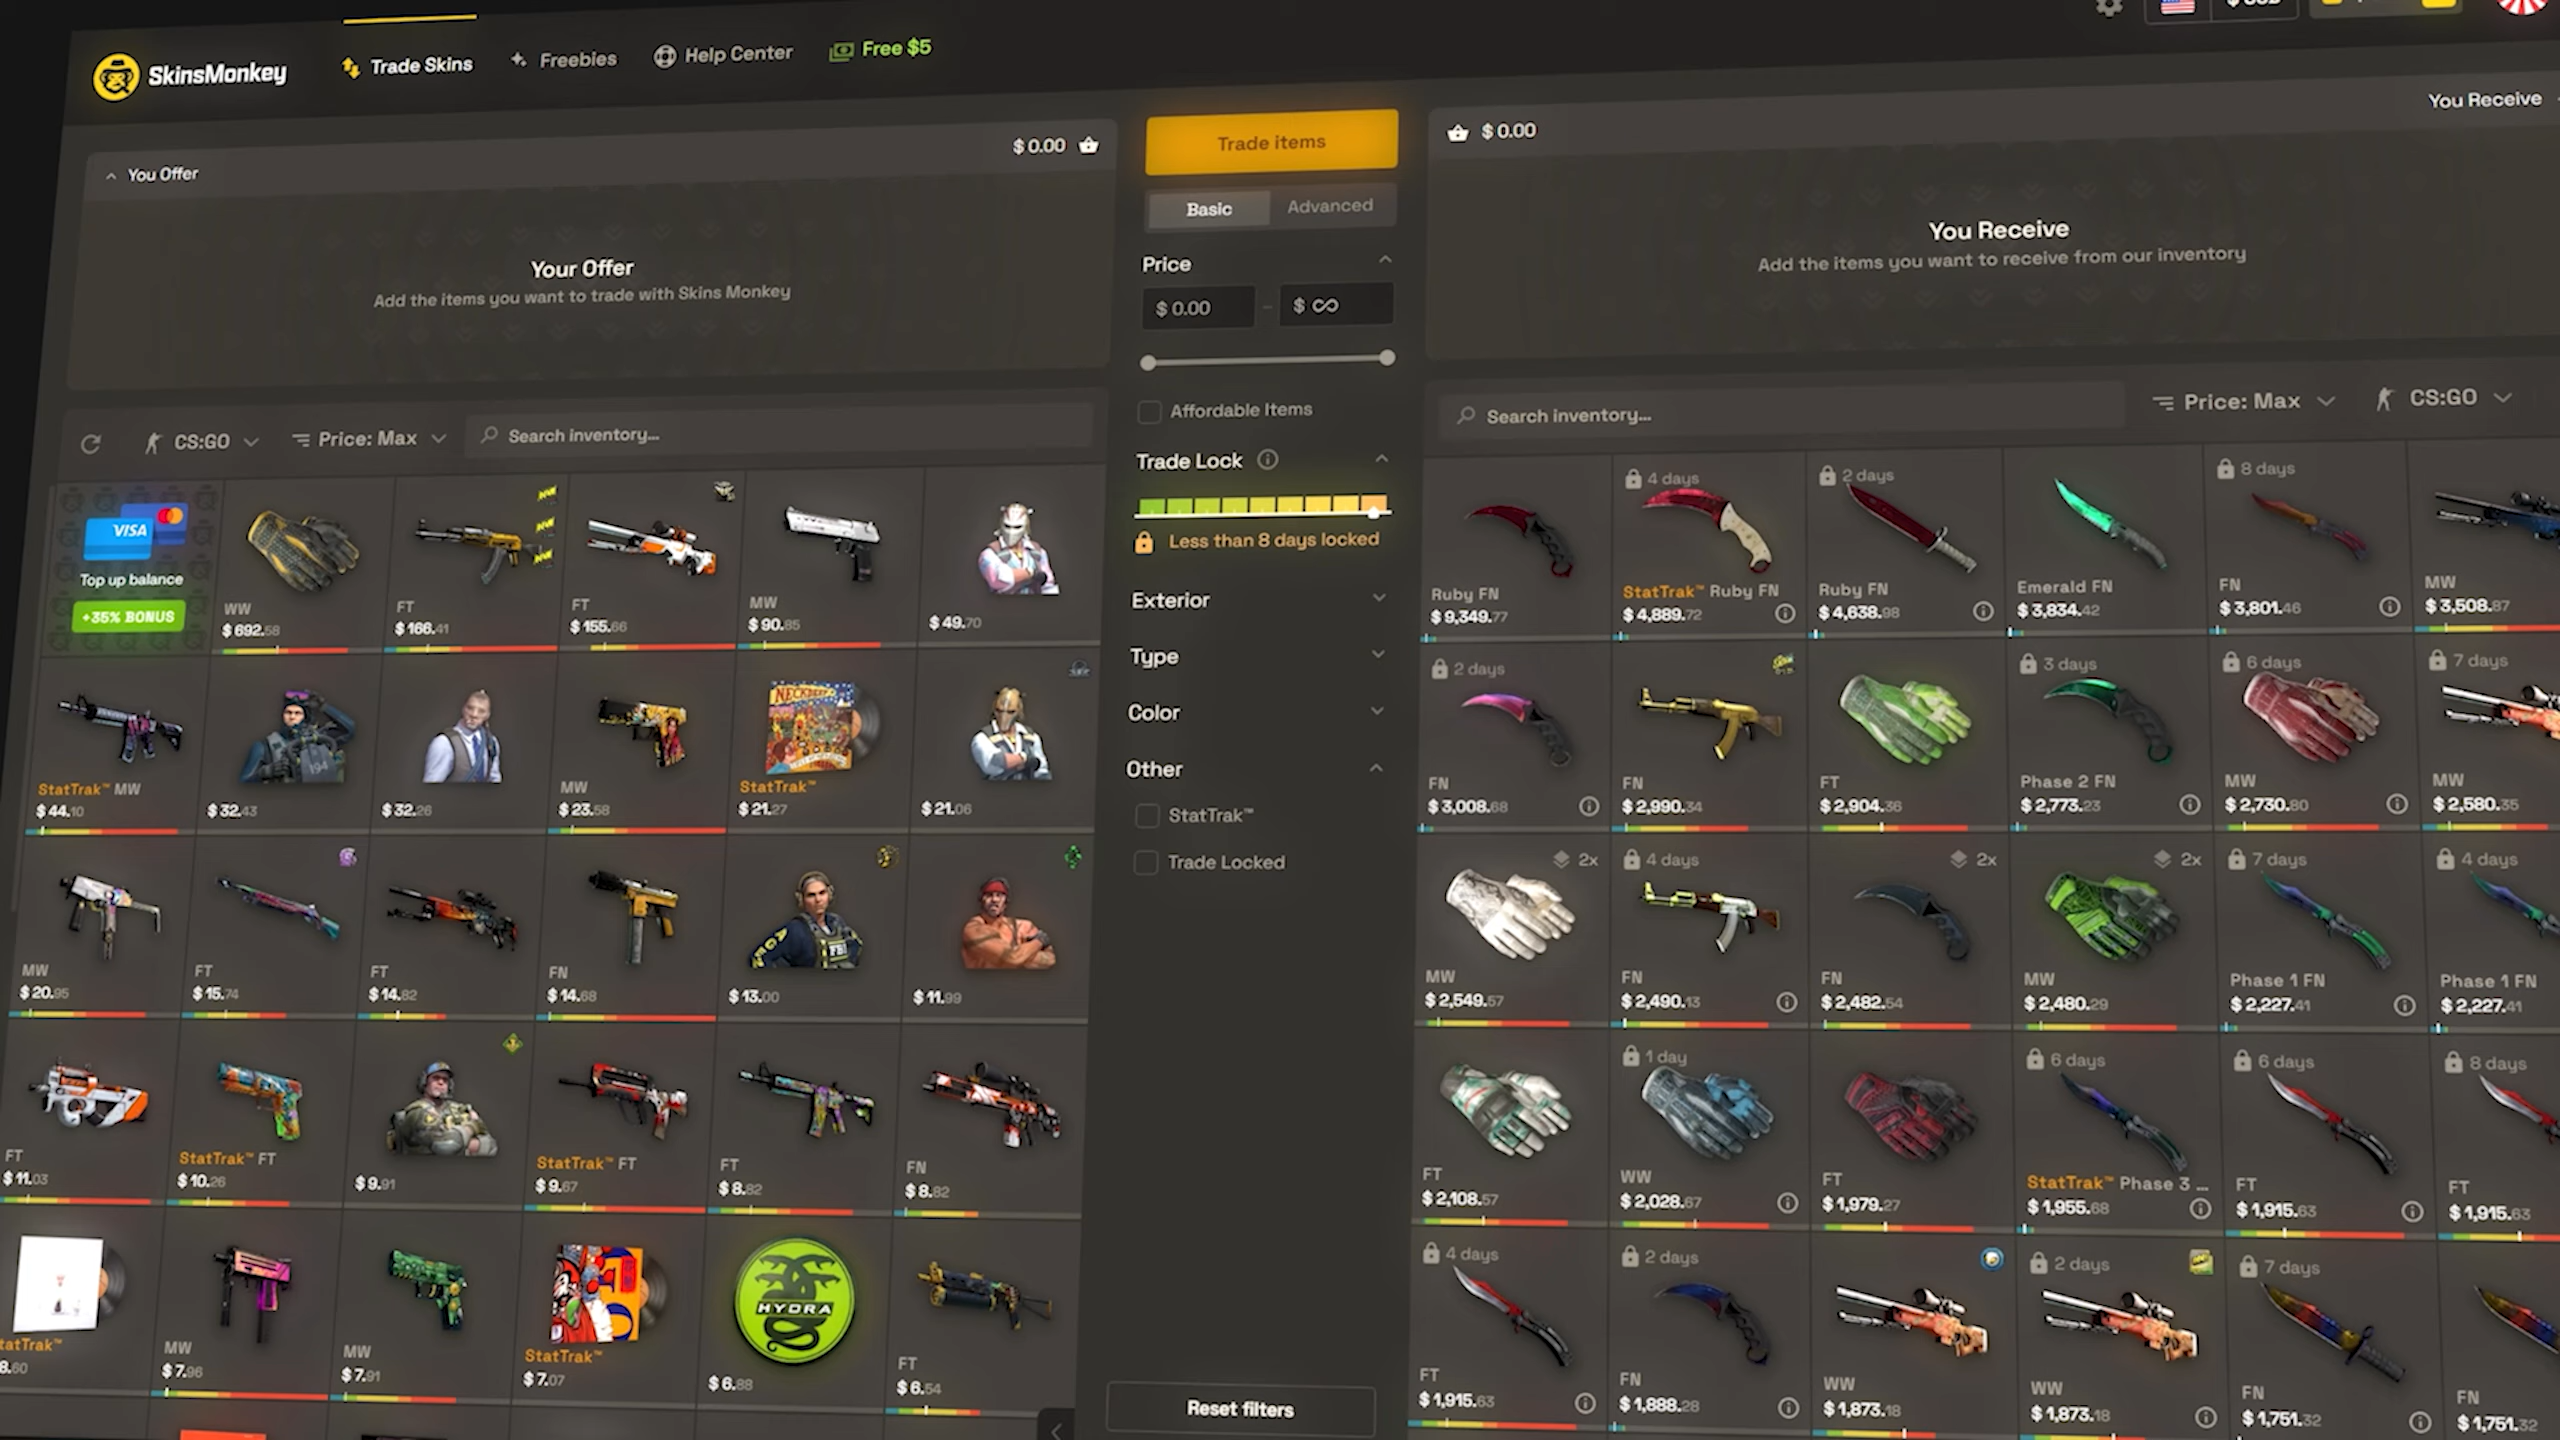 SkinsMonkey
Trade Skins
Freebies
Help Center
Free $5
You Offer
$ 0.00
Your Offer
Add the items you want to trade with Skins Monkey
Trade items
Basic
Advanced
$ 0.00
You Receive
You Receive
Add the items you want to receive from our inventory
Price
$ 0.00
-
$ ∞
Affordable Items
Trade Lock
Less than 8 days locked
Exterior
Type
Color
Other
StatTrak™
Trade Locked
Reset filters
CS:GO
Price: Max
Search inventory...
VISA
Top up balance
+35% BONUS
WW
$ 692.58
FT
$ 166.41
FT
$ 155.66
MW
$ 90.85
$ 49.70
StatTrak™ MW
$ 44.10
194
$ 32.43
$ 32.26
MW
$ 23.58
StatTrak™
$ 21.27
$ 21.06
MW
$ 20.95
FT
$ 15.74
FT
$ 14.82
FN
$ 14.68
FBI
$ 13.00
$ 11.99
FT
$ 11.03
StatTrak™ FT
$ 10.26
$ 9.91
StatTrak™ FT
$ 9.67
FT
$ 8.82
FN
$ 8.82
tatTrak™
8.60
MW
$ 7.96
MW
$ 7.91
StatTrak™
$ 7.07
HYDRA
$ 6.88
FT
$ 6.54
Search inventory...
Price: Max
CS:GO
Ruby FN
$ 9,349.77
4 days
StatTrak™ Ruby FN
$ 4,889.72
2 days
Ruby FN
$ 4,638.98
Emerald FN
$ 3,834.42
8 days
FN
$ 3,801.46
MW
$ 3,508.87
2 days
FN
$ 3,008.68
FN
$ 2,990.34
FT
$ 2,904.36
3 days
Phase 2 FN
$ 2,773.23
6 days
MW
$ 2,730.80
7 days
MW
$ 2,580.35
2x
MW
$ 2,549.57
4 days
FN
$ 2,490.13
2x
FN
$ 2,482.54
2x
MW
$ 2,480.29
7 days
Phase 1 FN
$ 2,227.41
4 days
Phase 1 FN
$ 2,227.41
FT
$ 2,108.57
1 day
WW
$ 2,028.67
FT
$ 1,979.27
6 days
StatTrak™ Phase 3 ...
$ 1,955.68
6 days
FT
$ 1,915.63
8 days
FT
$ 1,915.63
4 days
FT
$ 1,915.63
2 days
FN
$ 1,888.28
WW
$ 1,873.18
2 days
WW
$ 1,873.18
7 days
FN
$ 1,751.32
FN
$ 1,751.32